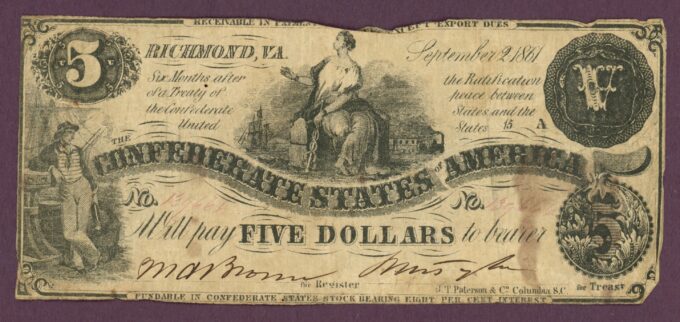 RECEIVABLE IN PAYMENT EXCEPT EXPORT DUES
5
RICHMOND, VA.
September 2, 1861
Six Months after the Ratification
of a Treaty of peace between
the Confederate States and the
United States 15 A
V
THE CONFEDERATE STATES OF AMERICA
No. No.
Will pay FIVE DOLLARS to bearer
5
for Register
J. T. Paterson & Co. Columbia S.C
for Treasr
FUNDABLE IN CONFEDERATE STATES STOCK BEARING EIGHT PER CENT INTEREST